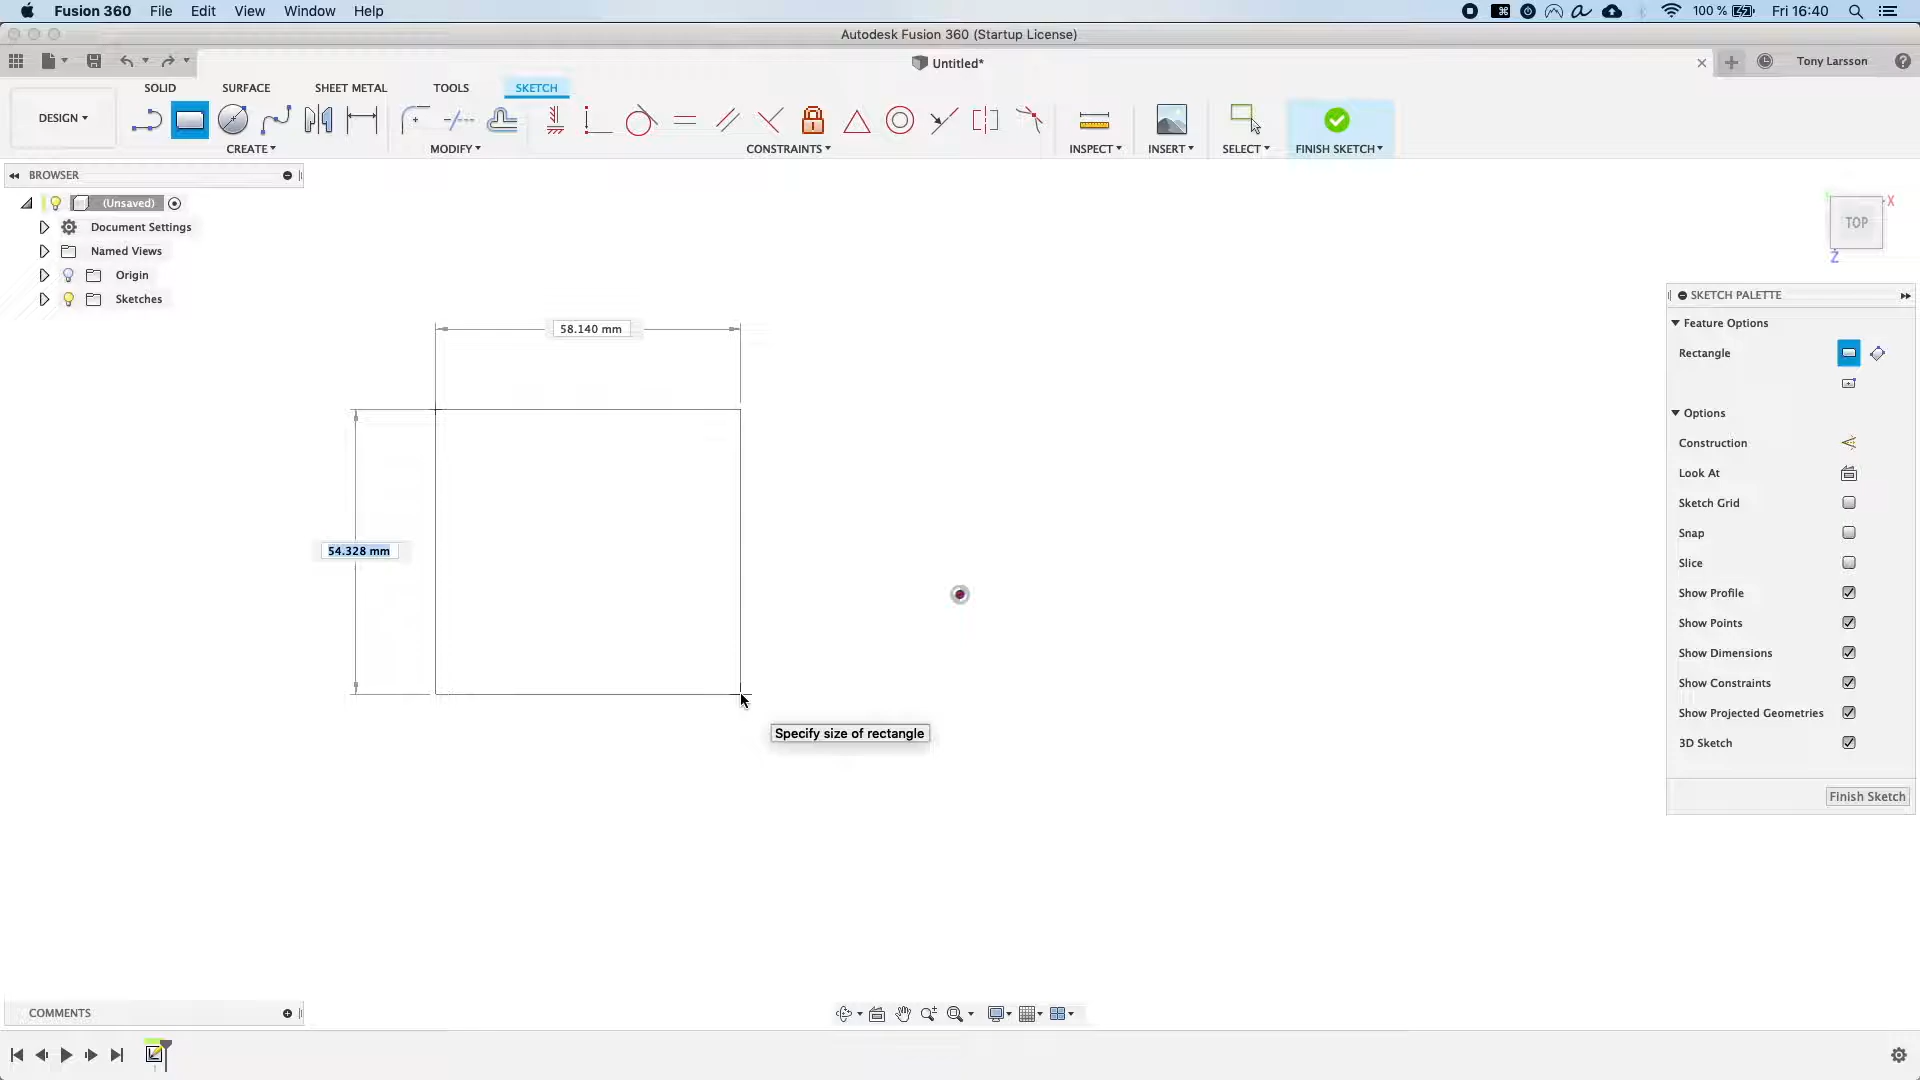 Fusion 360 File Edit View Window Help 100 % Fri 16:40
Autodesk Fusion 360 (Startup License)
Untitled* Tony Larsson
SOLID SURFACE SHEET METAL TOOLS SKETCH
DESIGN
CREATE MODIFY CONSTRAINTS INSPECT INSERT SELECT FINISH SKETCH
BROWSER
(Unsaved)
Document Settings
Named Views
Origin
Sketches
X
TOP
Z
58.140 mm
54.328 mm
Specify size of rectangle
SKETCH PALETTE
Feature Options
Rectangle
Options
Construction
Look At
Sketch Grid
Snap
Slice
Show Profile
Show Points
Show Dimensions
Show Constraints
Show Projected Geometries
3D Sketch
Finish Sketch
COMMENTS